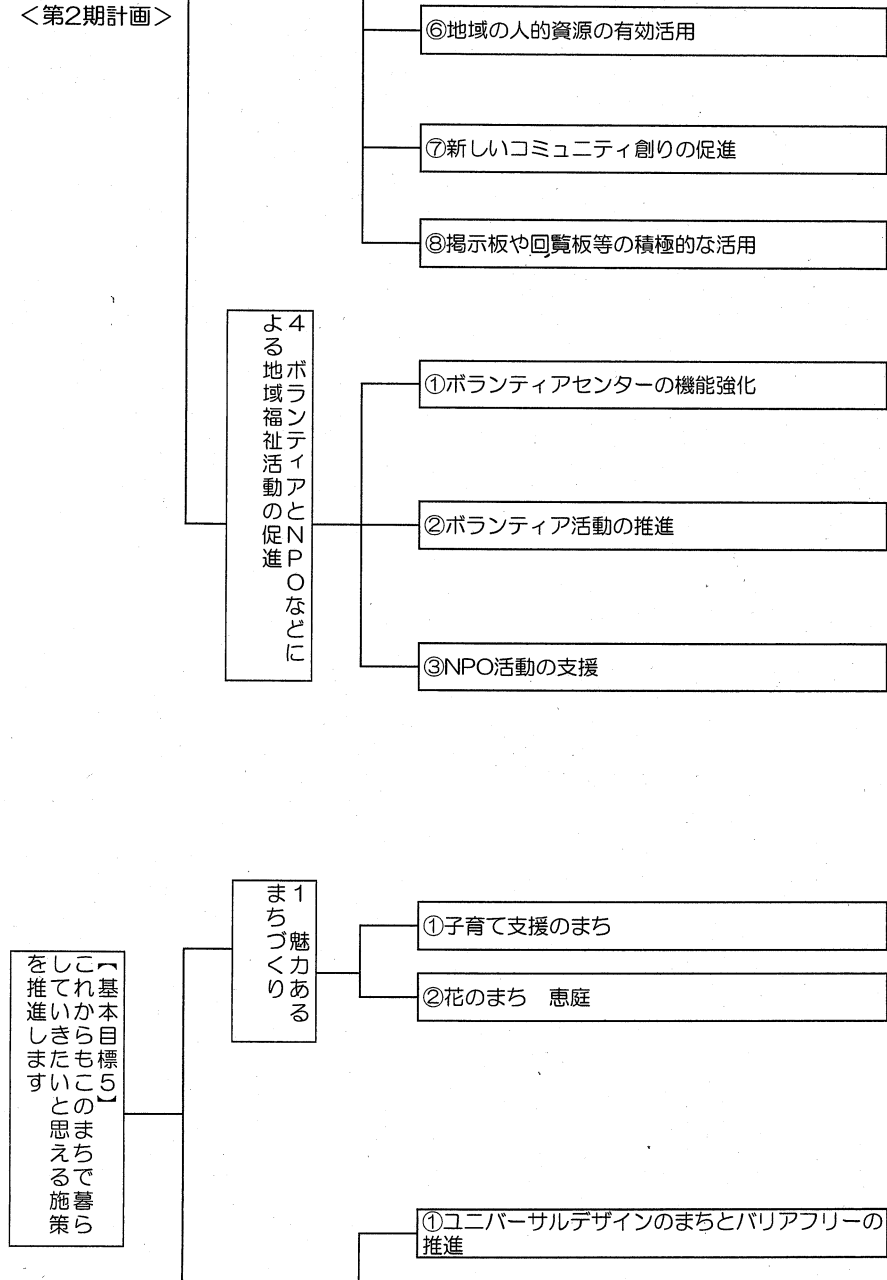 ＜第2期計画＞
⑥地域の人的資源の有効活用
⑦新しいコミュニティ創りの促進
⑧掲示板や回覧板等の積極的な活用
4　ボランティアとNPOなどに
よる地域福祉活動の促進
①ボランティアセンターの機能強化
②ボランティア活動の推進
③NPO活動の支援
【基本目標5】
これからもこのまちで暮ら
していきたいと思える施策
を推進します
1　魅力ある
まちづくり
①子育て支援のまち
②花のまち　恵庭
①ユニバーサルデザインのまちとバリアフリーの
推進